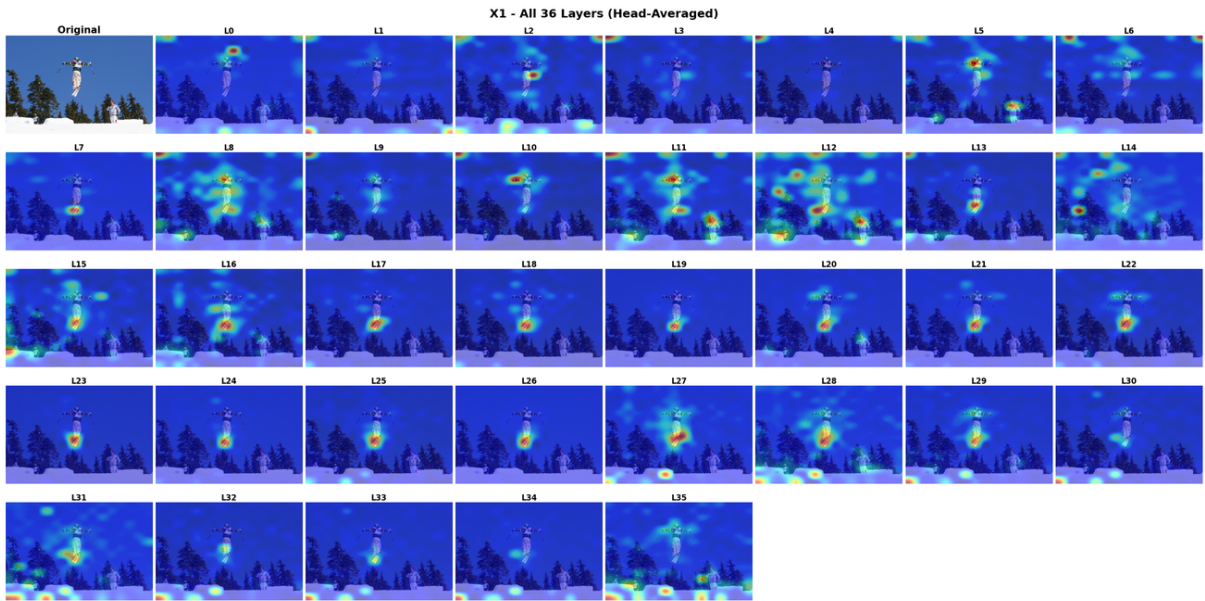 X1 - All 36 Layers (Head-Averaged)
Original L0 L1 L2 L3 L4 L5 L6
L7 L8 L9 L10 L11 L12 L13 L14
L15 L16 L17 L18 L19 L20 L21 L22
L23 L24 L25 L26 L27 L28 L29 L30
L31 L32 L33 L34 L35